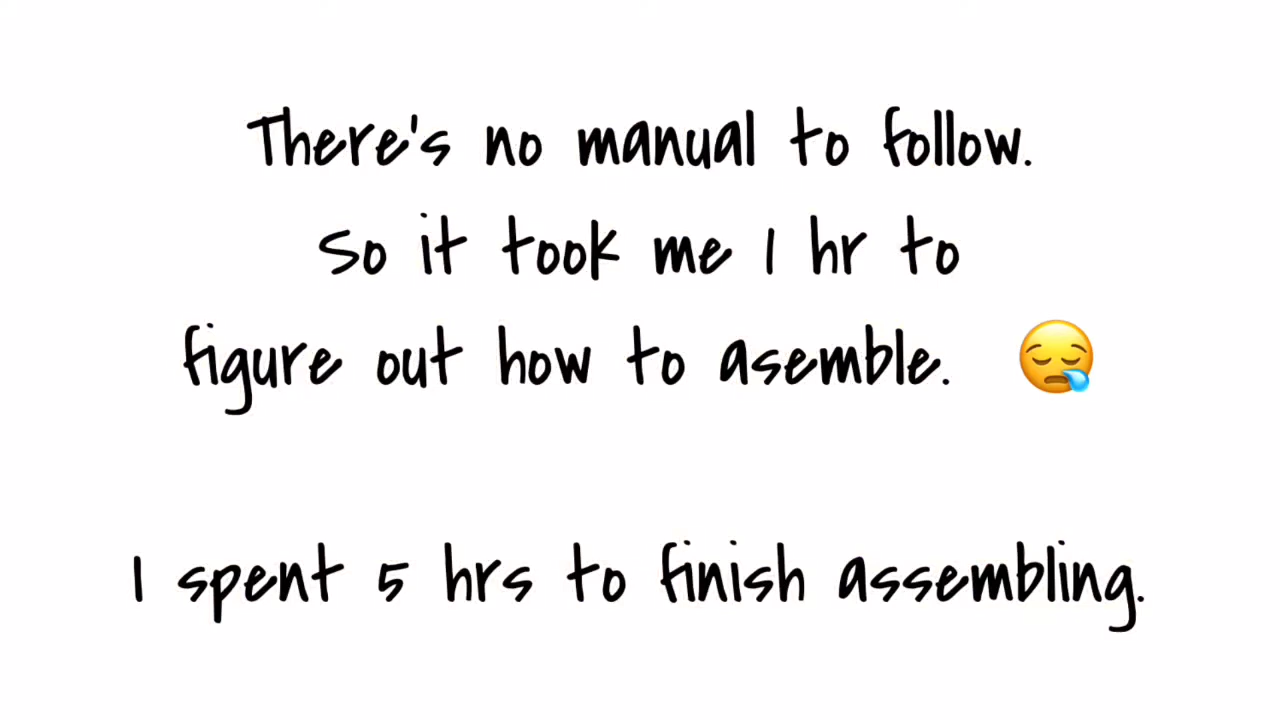 There's no manual to follow.
So it took me 1 hr to
figure out how to asemble. 😪
I spent 5 hrs to finish assembling.